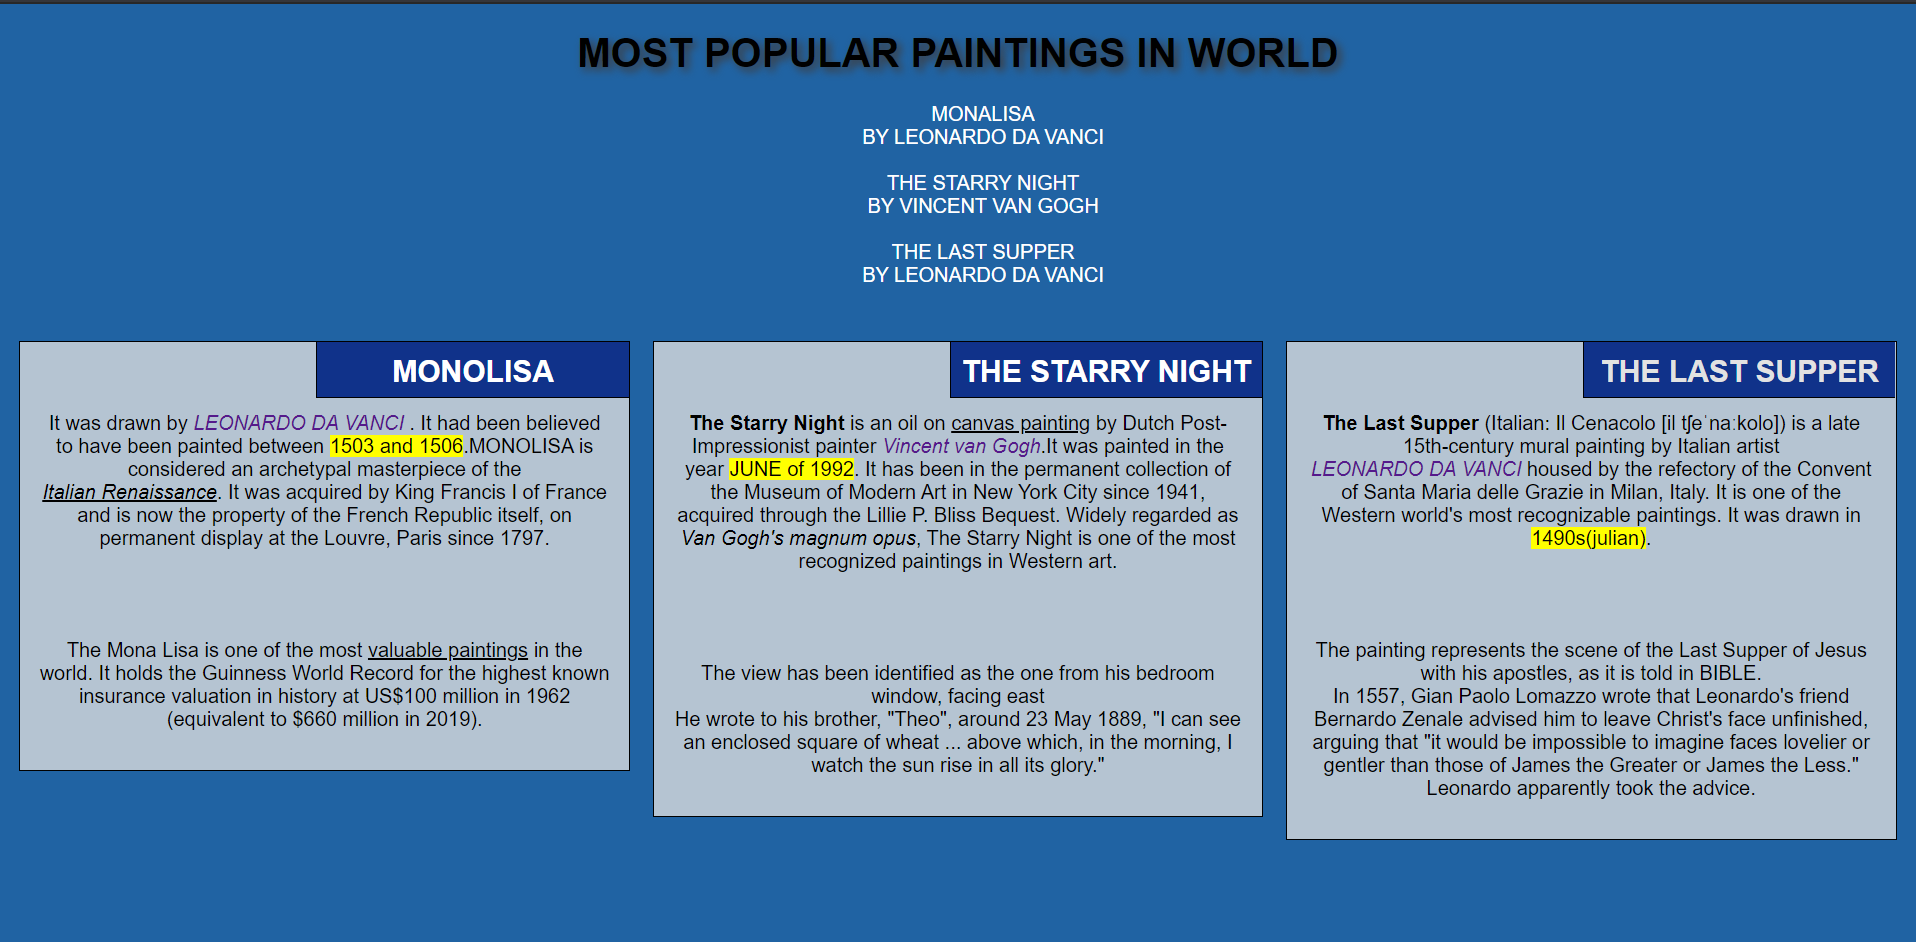 MOST POPULAR PAINTINGS IN WORLD
MONALISA
BY LEONARDO DA VANCI
THE STARRY NIGHT
BY VINCENT VAN GOGH
THE LAST SUPPER
BY LEONARDO DA VANCI
MONOLISA
It was drawn by LEONARDO DA VANCI . It had been believed
to have been painted between 1503 and 1506.MONOLISA is
considered an archetypal masterpiece of the
Italian Renaissance. It was acquired by King Francis I of France
and is now the property of the French Republic itself, on
permanent display at the Louvre, Paris since 1797.
The Mona Lisa is one of the most valuable paintings in the
world. It holds the Guinness World Record for the highest known
insurance valuation in history at US$100 million in 1962
(equivalent to $660 million in 2019).
THE STARRY NIGHT
The Starry Night is an oil on canvas painting by Dutch Post-
Impressionist painter Vincent van Gogh.It was painted in the
year JUNE of 1992. It has been in the permanent collection of
the Museum of Modern Art in New York City since 1941,
acquired through the Lillie P. Bliss Bequest. Widely regarded as
Van Gogh's magnum opus, The Starry Night is one of the most
recognized paintings in Western art.
The view has been identified as the one from his bedroom
window, facing east
He wrote to his brother, "Theo", around 23 May 1889, "I can see
an enclosed square of wheat ... above which, in the morning, I
watch the sun rise in all its glory."
THE LAST SUPPER
The Last Supper (Italian: Il Cenacolo [il tʃeˈnaːkolo]) is a late
15th-century mural painting by Italian artist
LEONARDO DA VANCI housed by the refectory of the Convent
of Santa Maria delle Grazie in Milan, Italy. It is one of the
Western world's most recognizable paintings. It was drawn in
1490s(julian).
The painting represents the scene of the Last Supper of Jesus
with his apostles, as it is told in BIBLE.
In 1557, Gian Paolo Lomazzo wrote that Leonardo's friend
Bernardo Zenale advised him to leave Christ's face unfinished,
arguing that "it would be impossible to imagine faces lovelier or
gentler than those of James the Greater or James the Less."
Leonardo apparently took the advice.